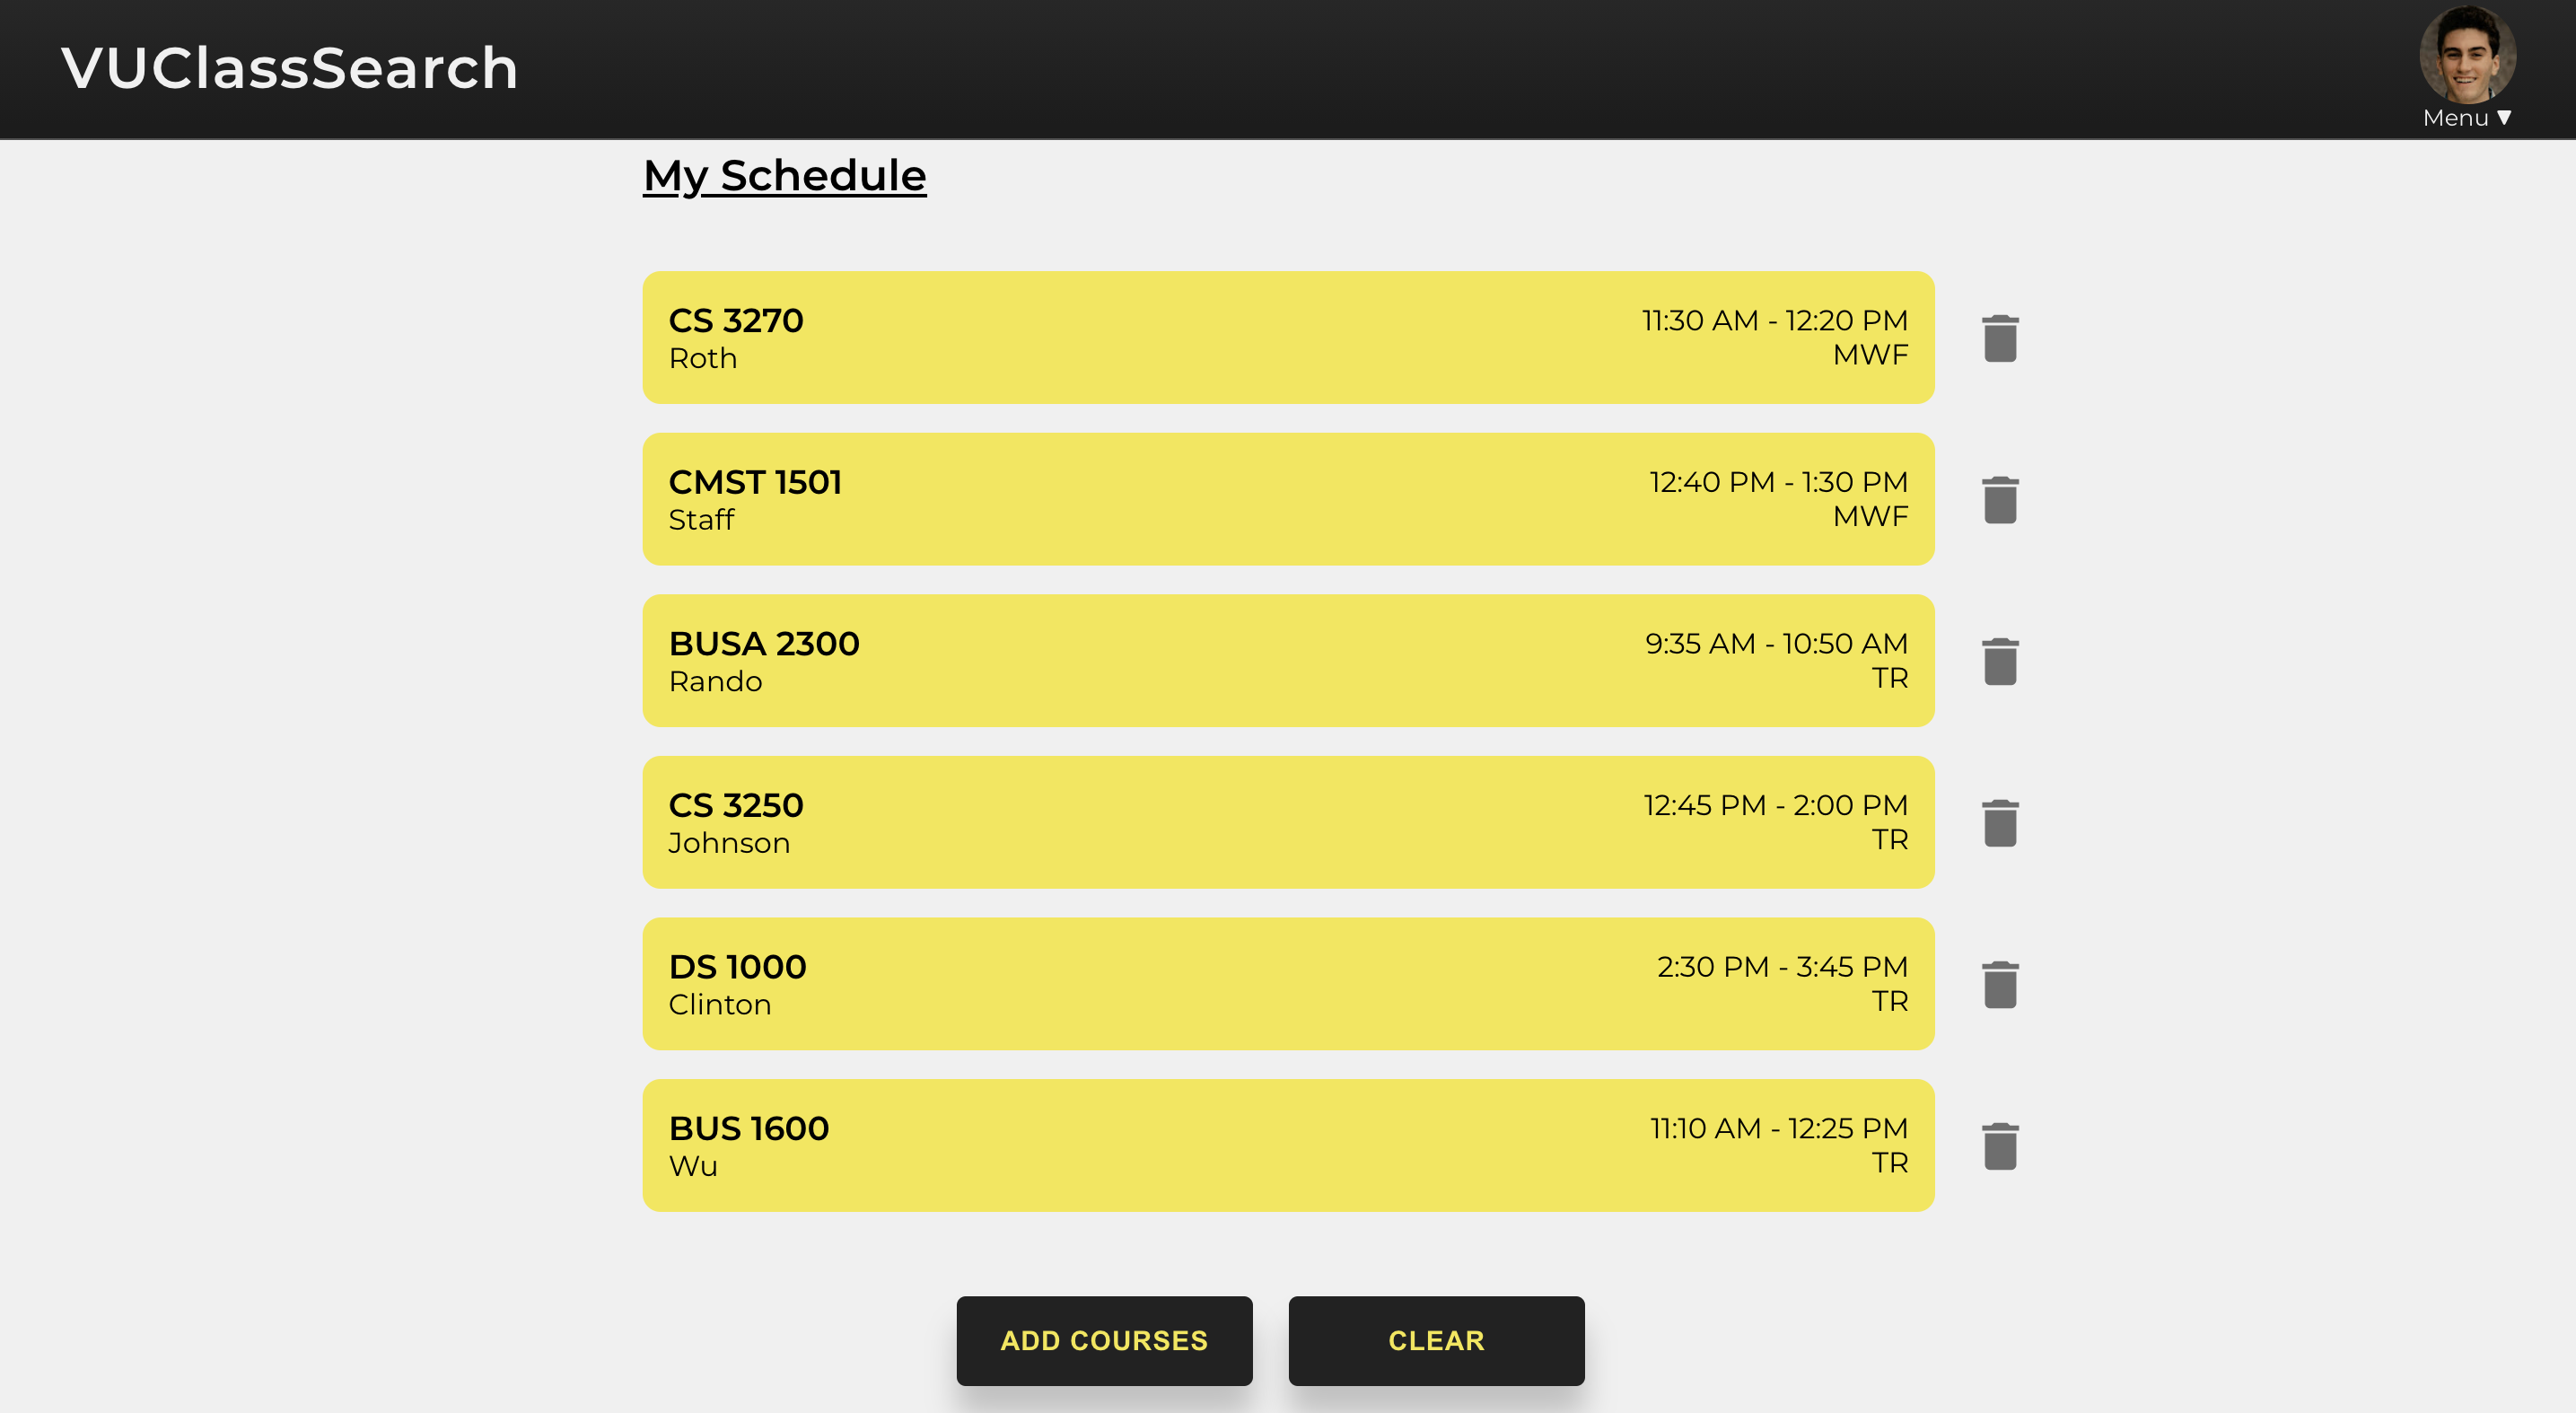 VUClassSearch
Menu ▼
My Schedule
CS 3270
Roth
11:30 AM - 12:20 PM
MWF
CMST 1501
Staff
12:40 PM - 1:30 PM
MWF
BUSA 2300
Rando
9:35 AM - 10:50 AM
TR
CS 3250
Johnson
12:45 PM - 2:00 PM
TR
DS 1000
Clinton
2:30 PM - 3:45 PM
TR
BUS 1600
Wu
11:10 AM - 12:25 PM
TR
ADD COURSES
CLEAR